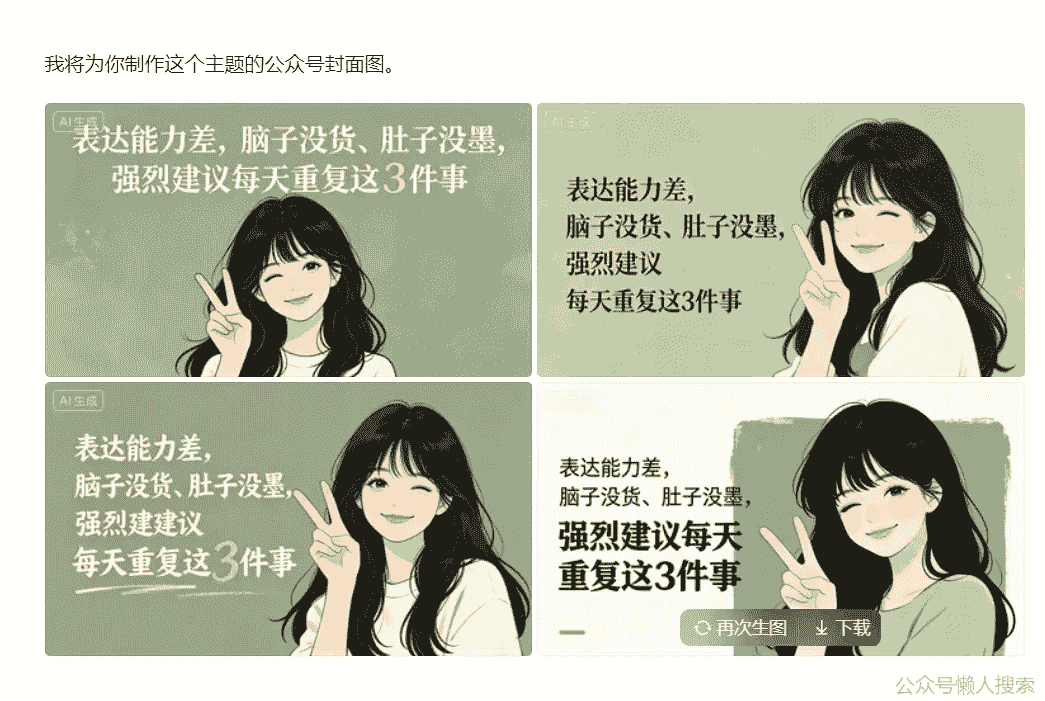 我将为你制作这个主题的公众号封面图。
AI生成
表达能力差，脑子没货、肚子没墨，
强烈建议每天重复这3件事
AI生成
表达能力差，
脑子没货、肚子没墨，
强烈建议
每天重复这3件事
AI生成
表达能力差，
脑子没货、肚子没墨，
强烈建建议
每天重复这3件事
表达能力差，
脑子没货、肚子没墨，
强烈建议每天
重复这3件事
再次生图 下载
公众号懒人搜索